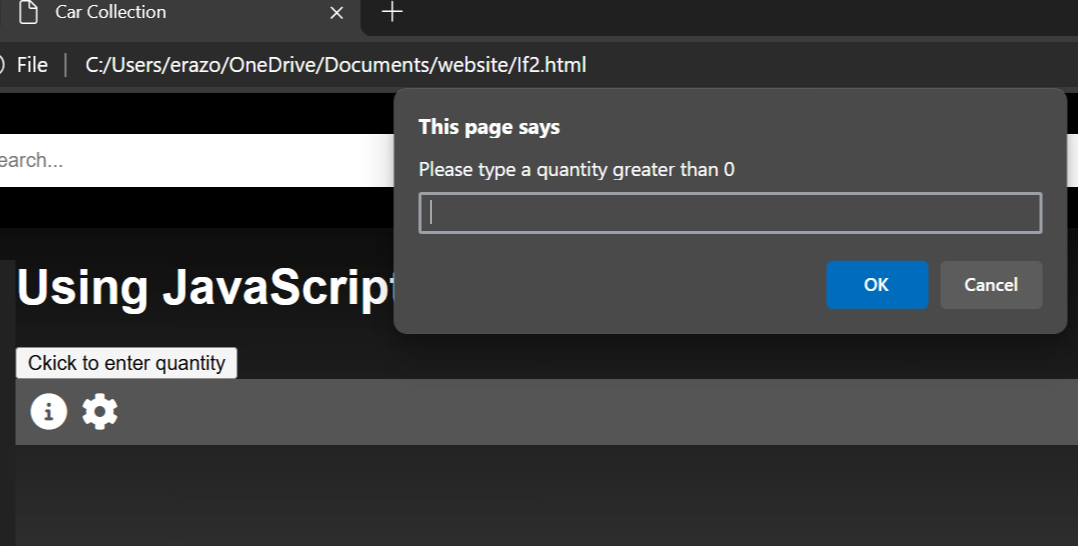 Car Collection
File
C:/Users/erazo/OneDrive/Documents/website/If2.html
This page says
Please type a quantity greater than 0
earch...
OK
Cancel
Using JavaScript
Ckick to enter quantity